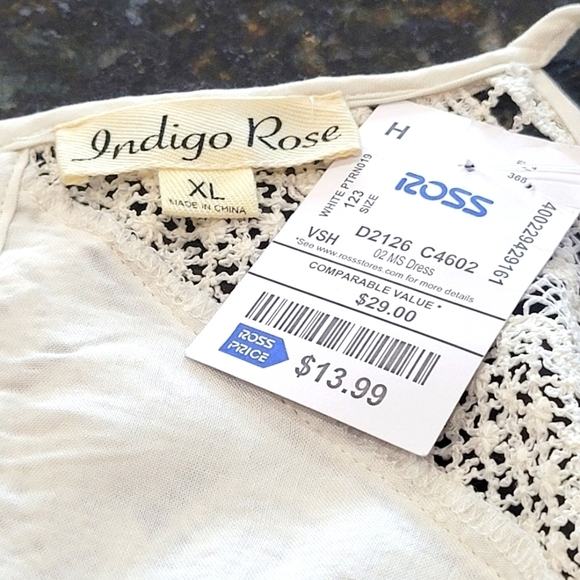 Indigo Rose
XL
MADE IN CHINA
H
ROSS
WHITE PTRN019
123
SIZE
368
400229429161
VSH D2126 C4602
*See www.rossstores.com for more details
02 MS Dress
COMPARABLE VALUE *
$29.00
ROSS
PRICE
$13.99